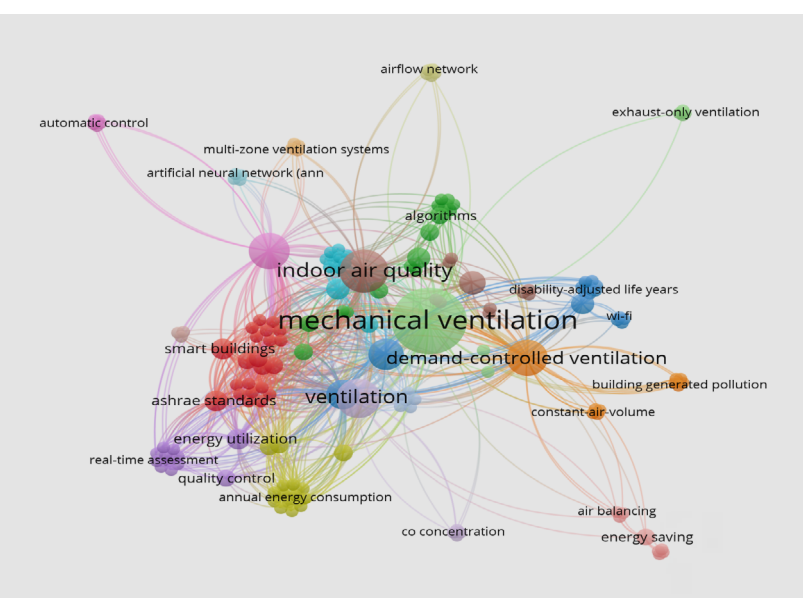 airflow network
exhaust-only ventilation
automatic control
multi-zone ventilation systems
artificial neural network (ann
algorithms
indoor air quality
disability-adjusted life years
wi-fi
mechanical ventilation
smart buildings
demand-controlled ventilation
building generated pollution
ashrae standards
ventilation
constant-air-volume
energy utilization
real-time assessment
quality control
annual energy consumption
air balancing
co concentration
energy saving